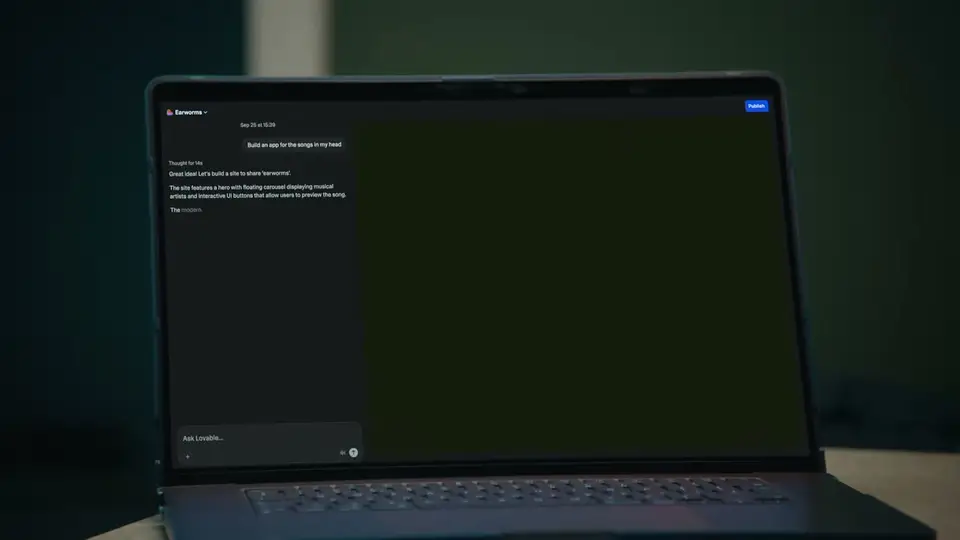 Earworms
Publish
Sep 25 at 15:39
Build an app for the songs in my head
Thought for 14s
Great idea! Let's build a site to share 'earworms'.
The site features a hero with floating carousel displaying musical
artists and interactive UI buttons that allow users to preview the song.
The modern
Ask Lovable...